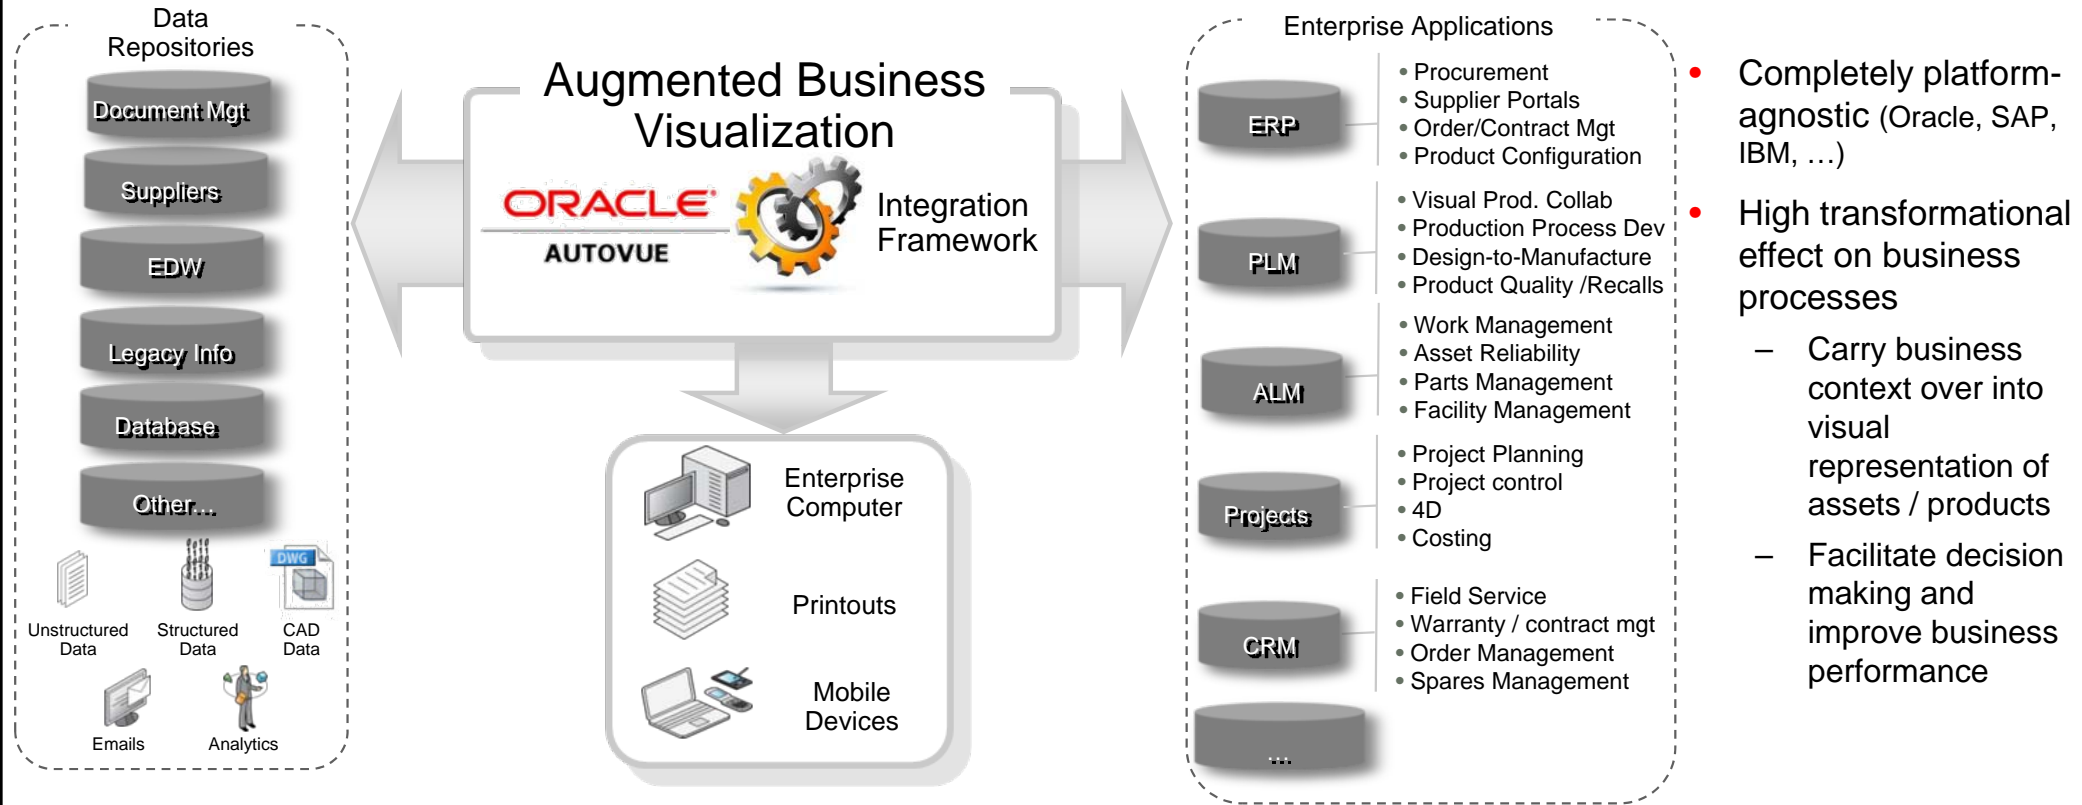 Data
Repositories
Document Mgt
Suppliers
EDW
Legacy Info
Database
Other...
Unstructured
Data
Structured
Data
DWG
CAD
Data
Emails
Analytics
Augmented Business
Visualization
ORACLE
AUTOVUE
Integration
Framework
Enterprise
Computer
Printouts
Mobile
Devices
Enterprise Applications
ERP
• Procurement
• Supplier Portals
• Order/Contract Mgt
• Product Configuration
PLM
• Visual Prod. Collab
• Production Process Dev
• Design-to-Manufacture
• Product Quality /Recalls
ALM
• Work Management
• Asset Reliability
• Parts Management
• Facility Management
Projects
• Project Planning
• Project control
• 4D
• Costing
CRM
• Field Service
• Warranty / contract mgt
• Order Management
• Spares Management
...
• Completely platform-
agnostic (Oracle, SAP,
IBM, …)
• High transformational
effect on business
processes
– Carry business
context over into
visual
representation of
assets / products
– Facilitate decision
making and
improve business
performance